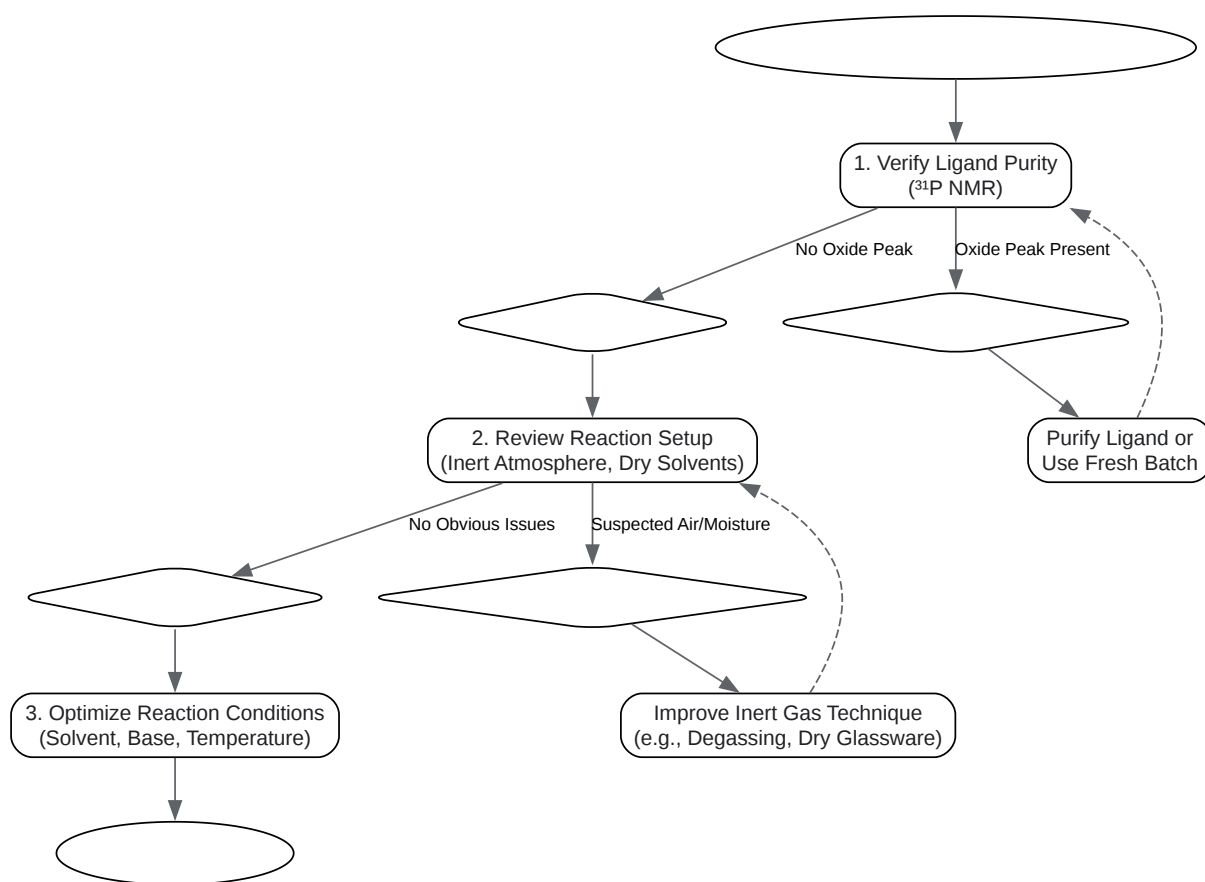 1. Verify Ligand Purity
(³¹P NMR)
No Oxide Peak
Oxide Peak Present
2. Review Reaction Setup
(Inert Atmosphere, Dry Solvents)
Purify Ligand or
Use Fresh Batch
No Obvious Issues
Suspected Air/Moisture
3. Optimize Reaction Conditions
(Solvent, Base, Temperature)
Improve Inert Gas Technique
(e.g., Degassing, Dry Glassware)